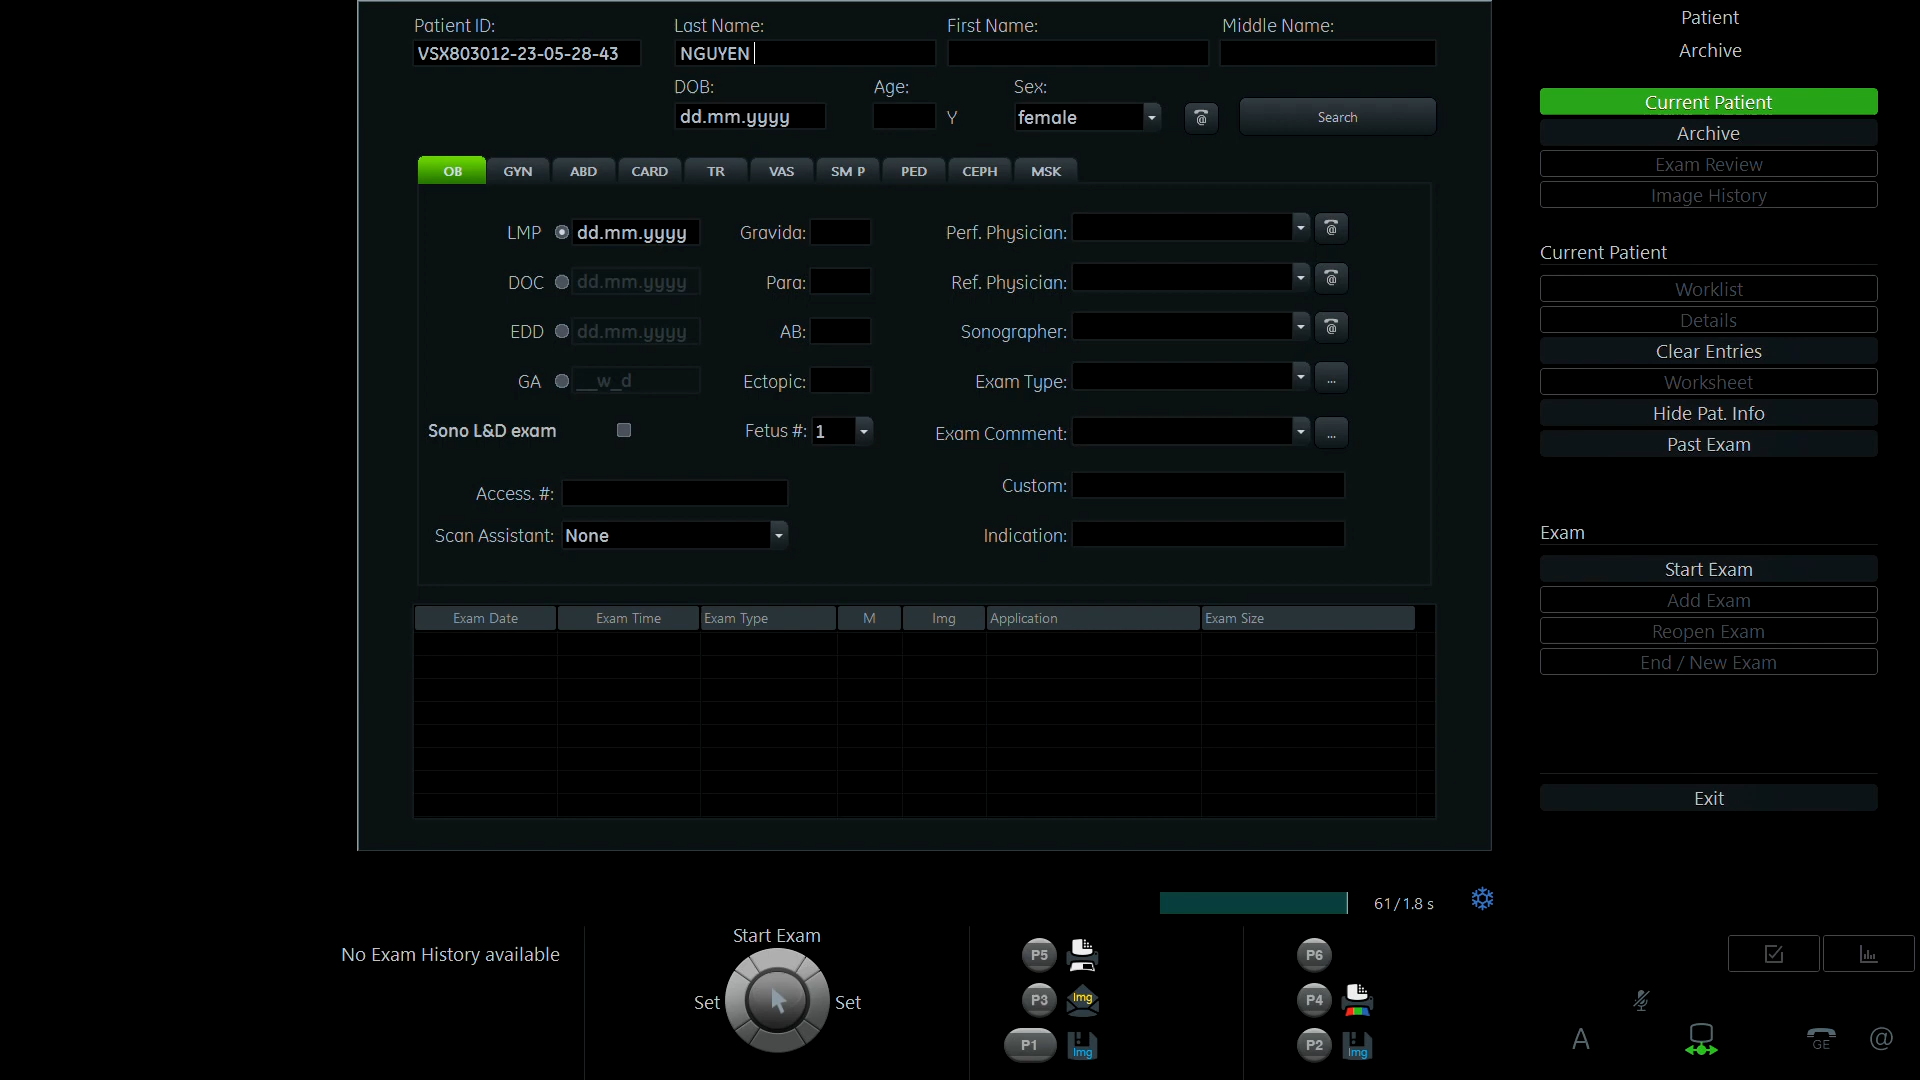 Patient ID: Last Name: First Name: Middle Name:
VSX803012-23-05-28-43 NGUYEN
DOB: Age: Sex:
dd.mm.yyyy Y female @ Search
OB GYN ABD CARD TR VAS SM P PED CEPH MSK
LMP dd.mm.yyyy Gravida: Perf. Physician: @
DOC dd.mm.yyyy Para: Ref. Physician: @
EDD dd.mm.yyyy AB: Sonographer: @
GA __w_d Ectopic: Exam Type: ...
Sono L&D exam Fetus #: 1 Exam Comment: ...
Access. #: Custom:
Scan Assistant: None Indication:
Exam Date Exam Time Exam Type M Img Application Exam Size
61/1.8 s
No Exam History available
Start Exam
Set Set
P5
P3 Img
P1 Img
P6
P4
P2 Img
Patient
Archive
Current Patient
Archive
Exam Review
Image History
Current Patient
Worklist
Details
Clear Entries
Worksheet
Hide Pat. Info
Past Exam
Exam
Start Exam
Add Exam
Reopen Exam
End / New Exam
Exit
A GE @